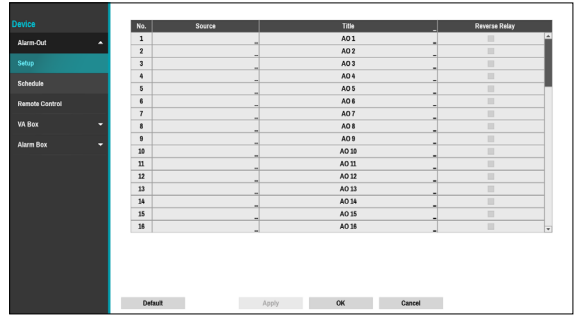 Device
Alarm-Out
Setup
Schedule
Remote Control
VA Box
Alarm Box
No. Source Title Reverse Relay
1 AO 1
2 AO 2
3 AO 3
4 AO 4
5 AO 5
6 AO 6
7 AO 7
8 AO 8
9 AO 9
10 AO 10
11 AO 11
12 AO 12
13 AO 13
14 AO 14
15 AO 15
16 AO 16
Default Apply OK Cancel